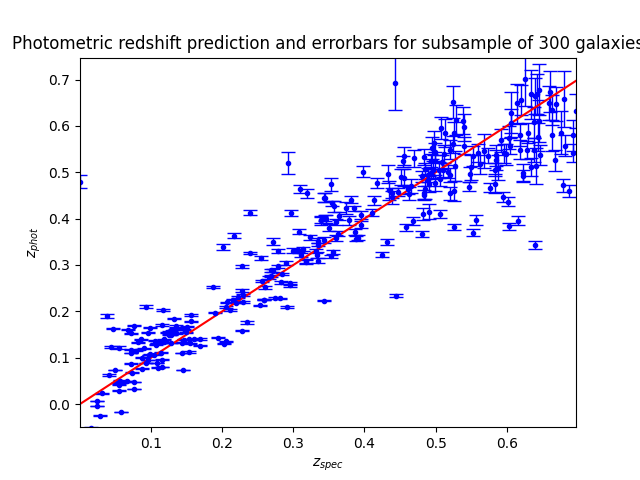 Photometric redshift prediction and errorbars for subsample of 300 galaxies
0.7
0.6
0.5
0.4
0.3
0.2
0.1
0.0
z_phot
0.1 0.2 0.3 0.4 0.5 0.6
z_spec